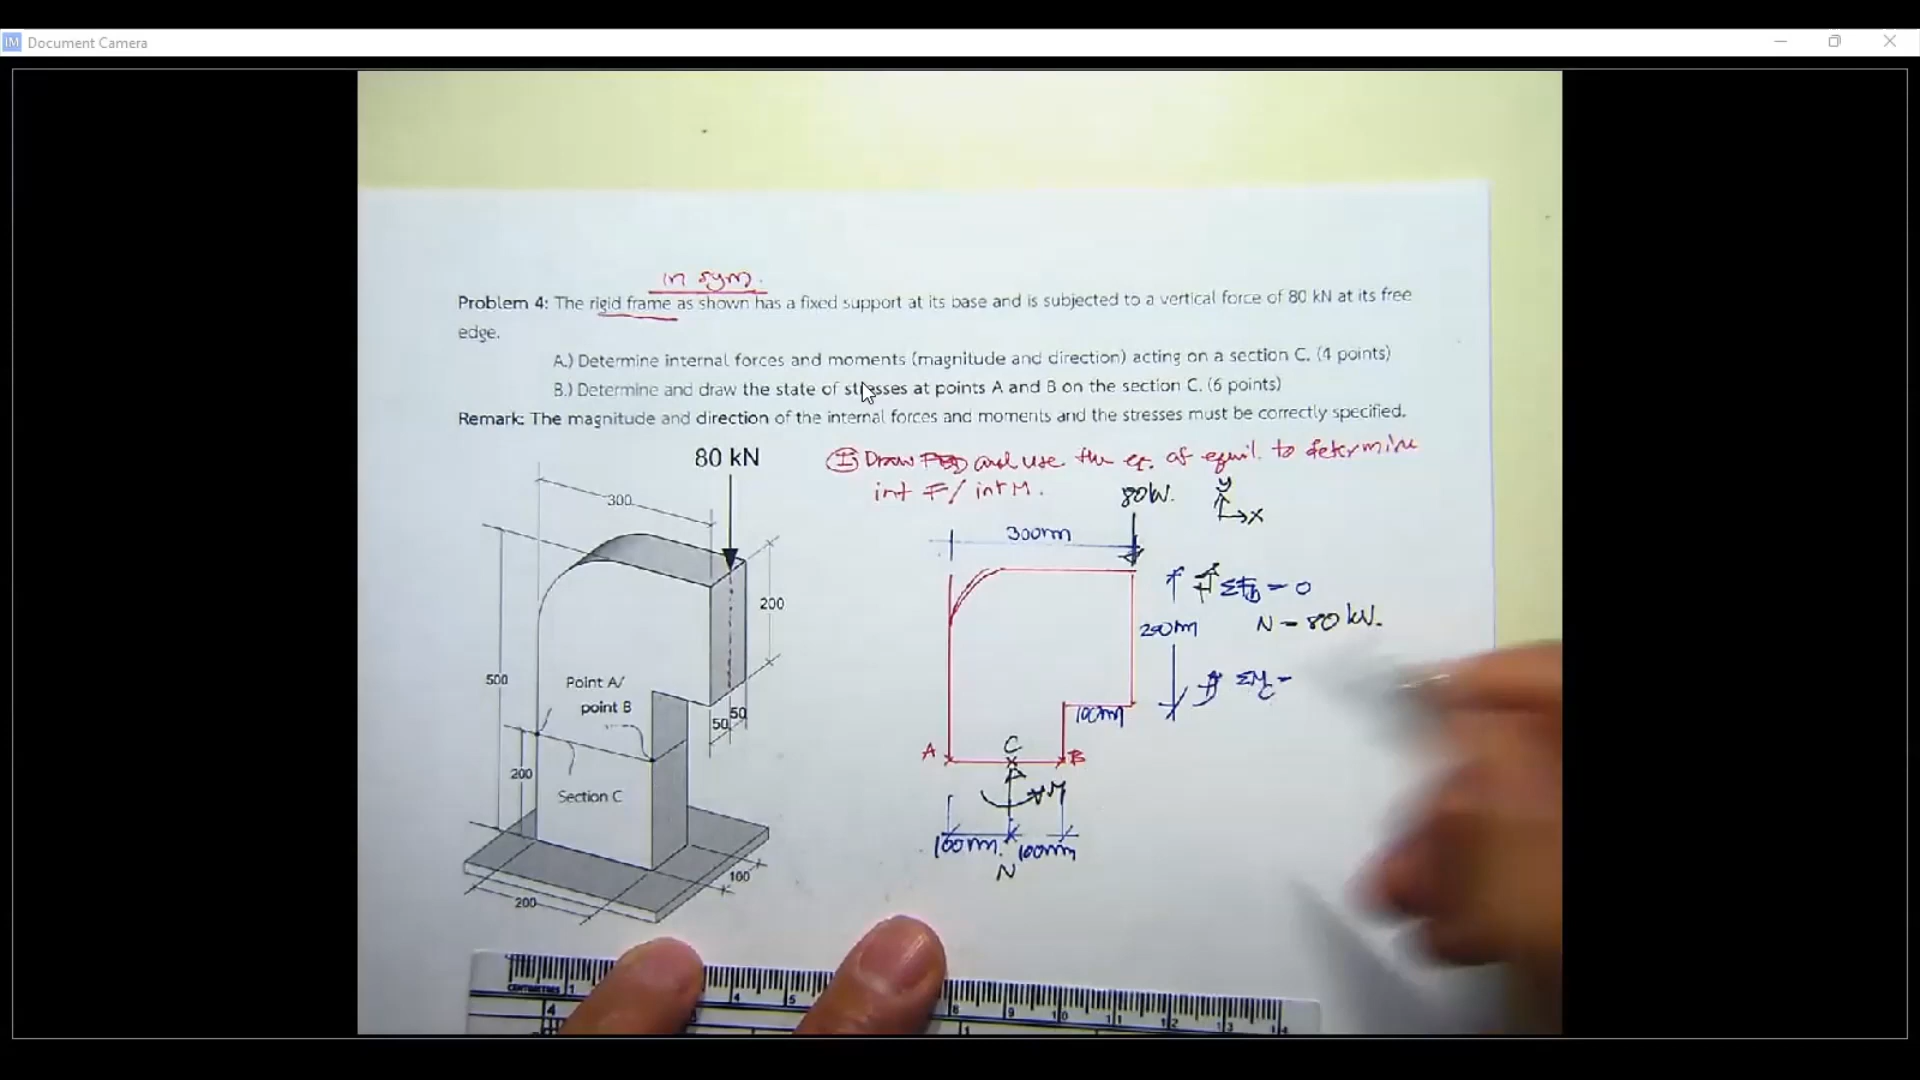 Document Camera
in sym.
Problem 4: The rigid frame as shown has a fixed support at its base and is subjected to a vertical force of 80 kN at its free
edge.
A.) Determine internal forces and moments (magnitude and direction) acting on a section C. (4 points)
B.) Determine and draw the state of stresses at points A and B on the section C. (6 points)
Remark: The magnitude and direction of the internal forces and moments and the stresses must be correctly specified.
80 kN
I Draw FBD and use the eq. of equil. to determine
int F/ int M.
80 kN.
y
x
300
300mm
500
200
Point A/
point B
50
50
200
Section C
100
200
ΣF = 0
N = 80 kN.
ΣM_C =
100mm
A
C
B
M
100mm.
100mm
N